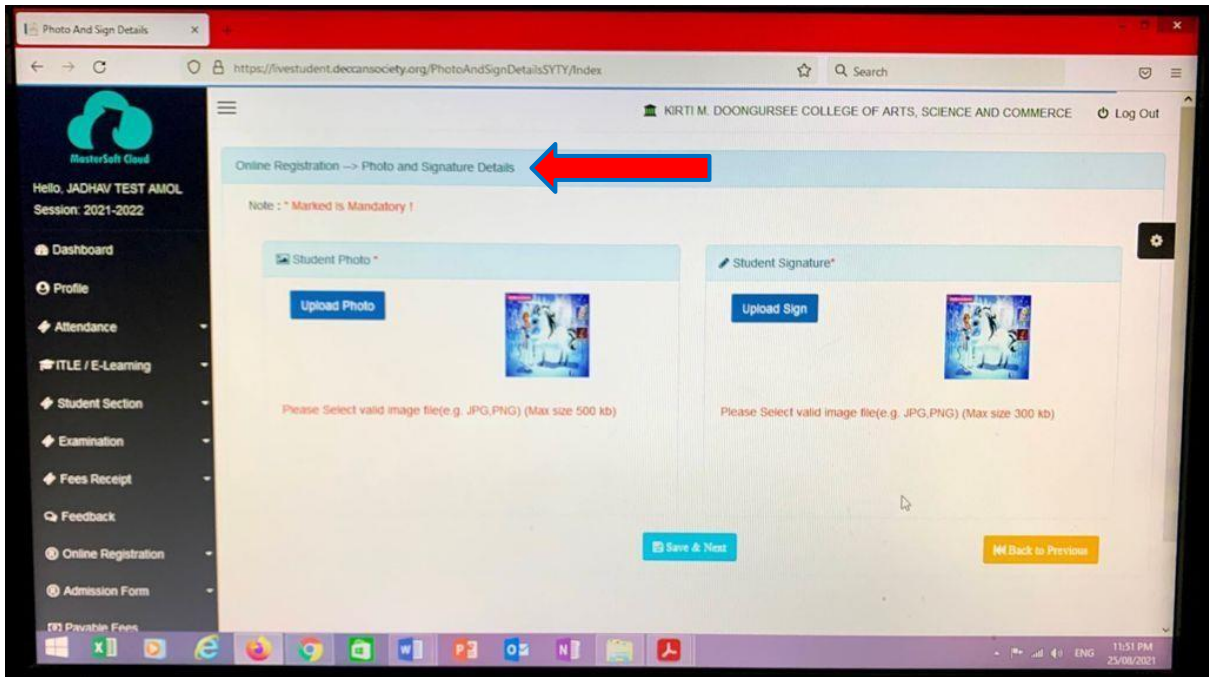 Photo And Sign Details
https://livestudent.deccansociety.org/PhotoAndSignDetailsSYTY/Index
Search
MasterSoft Cloud
KIRTI M. DOONGURSEE COLLEGE OF ARTS, SCIENCE AND COMMERCE
Log Out
Hello, JADHAV TEST AMOL
Session: 2021-2022
Online Registration --> Photo and Signature Details
Note : * Marked is Mandatory !
Dashboard
Profile
Attendance
ITLE / E-Learning
Student Section
Examination
Fees Receipt
Feedback
Online Registration
Admission Form
Payable Fees
Student Photo *
Upload Photo
Please Select valid image file(e.g. JPG,PNG) (Max size 500 kb)
Student Signature*
Upload Sign
Please Select valid image file(e.g. JPG,PNG) (Max size 300 kb)
Save & Next
Back to Previous
ENG
11:51 PM
25/08/2021